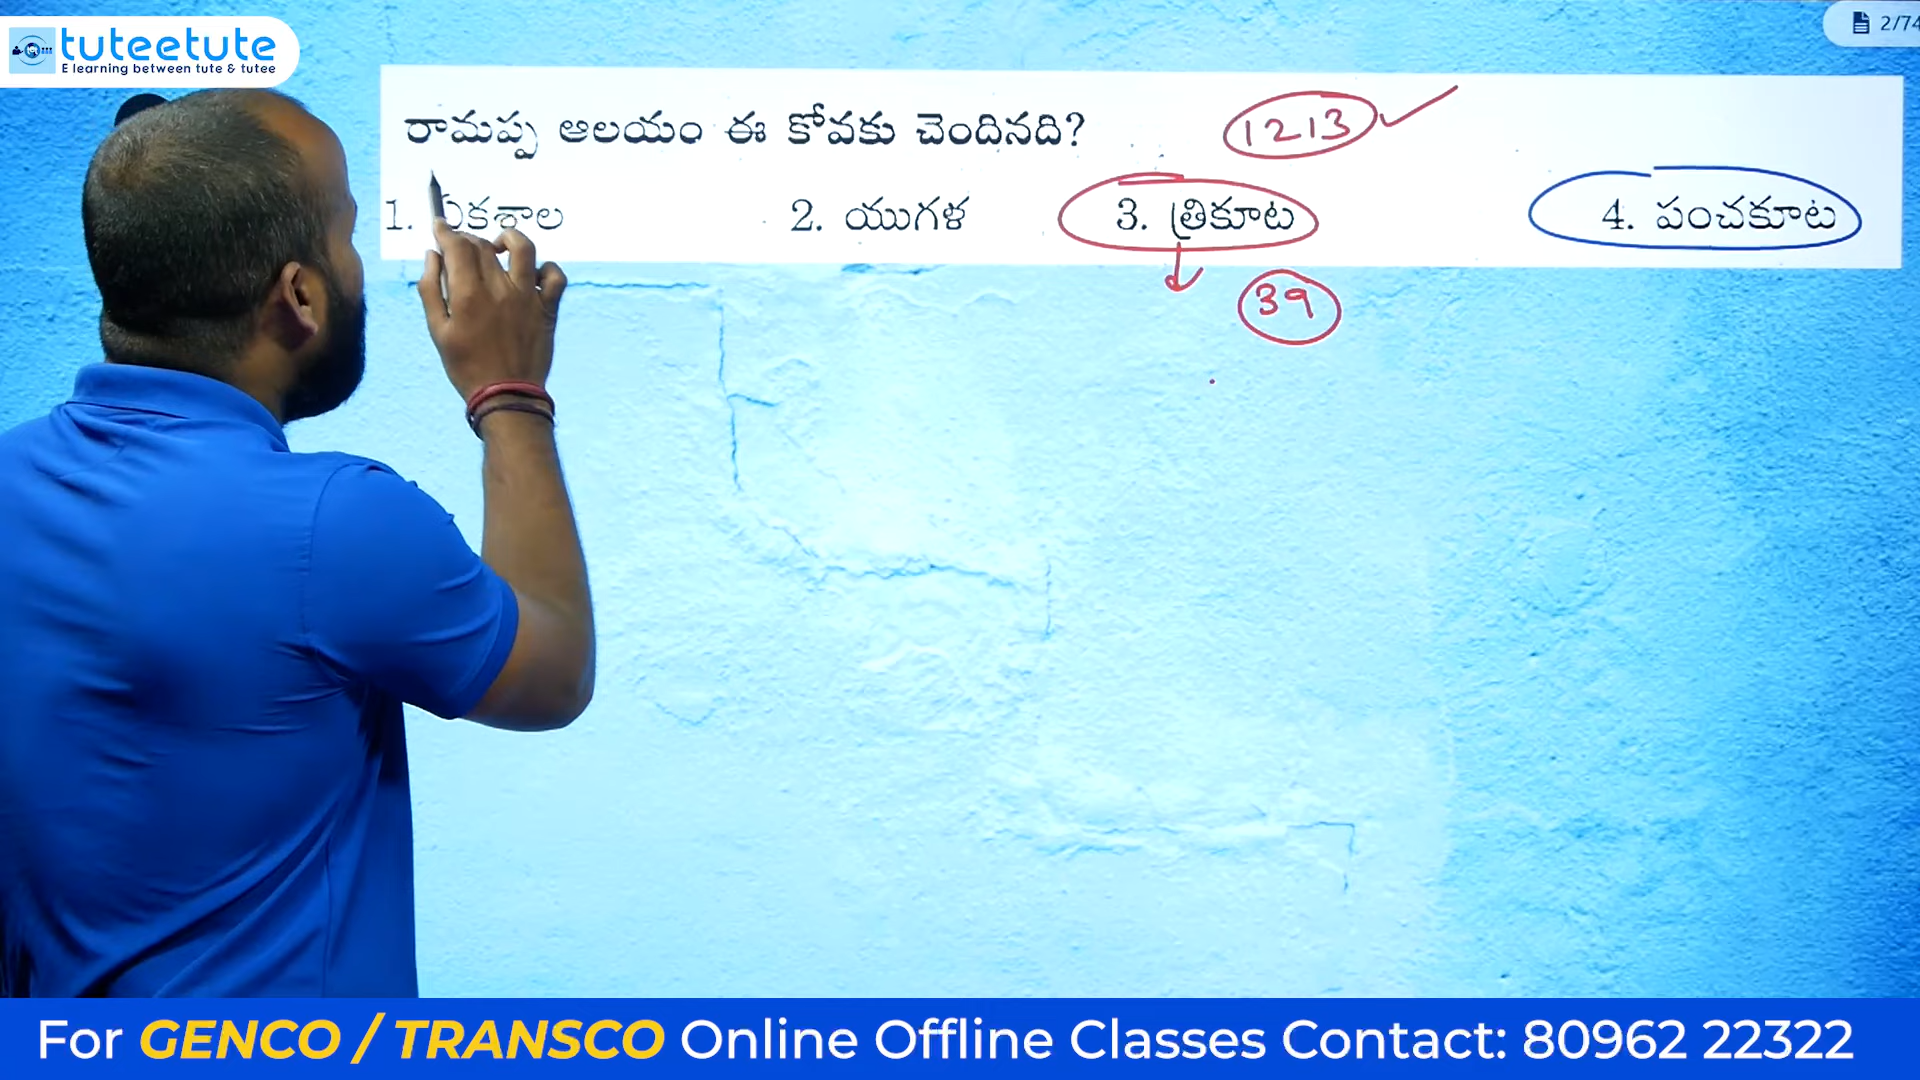 tuteetute
E learning between tute & tutee
2/74
రామప్ప ఆలయం ఈ కోవకు చెందినది?
1213
1. ఏకశాల 2. యుగళ 3. త్రికూట 4. పంచకూట
39
For GENCO / TRANSCO Online Offline Classes Contact: 80962 22322